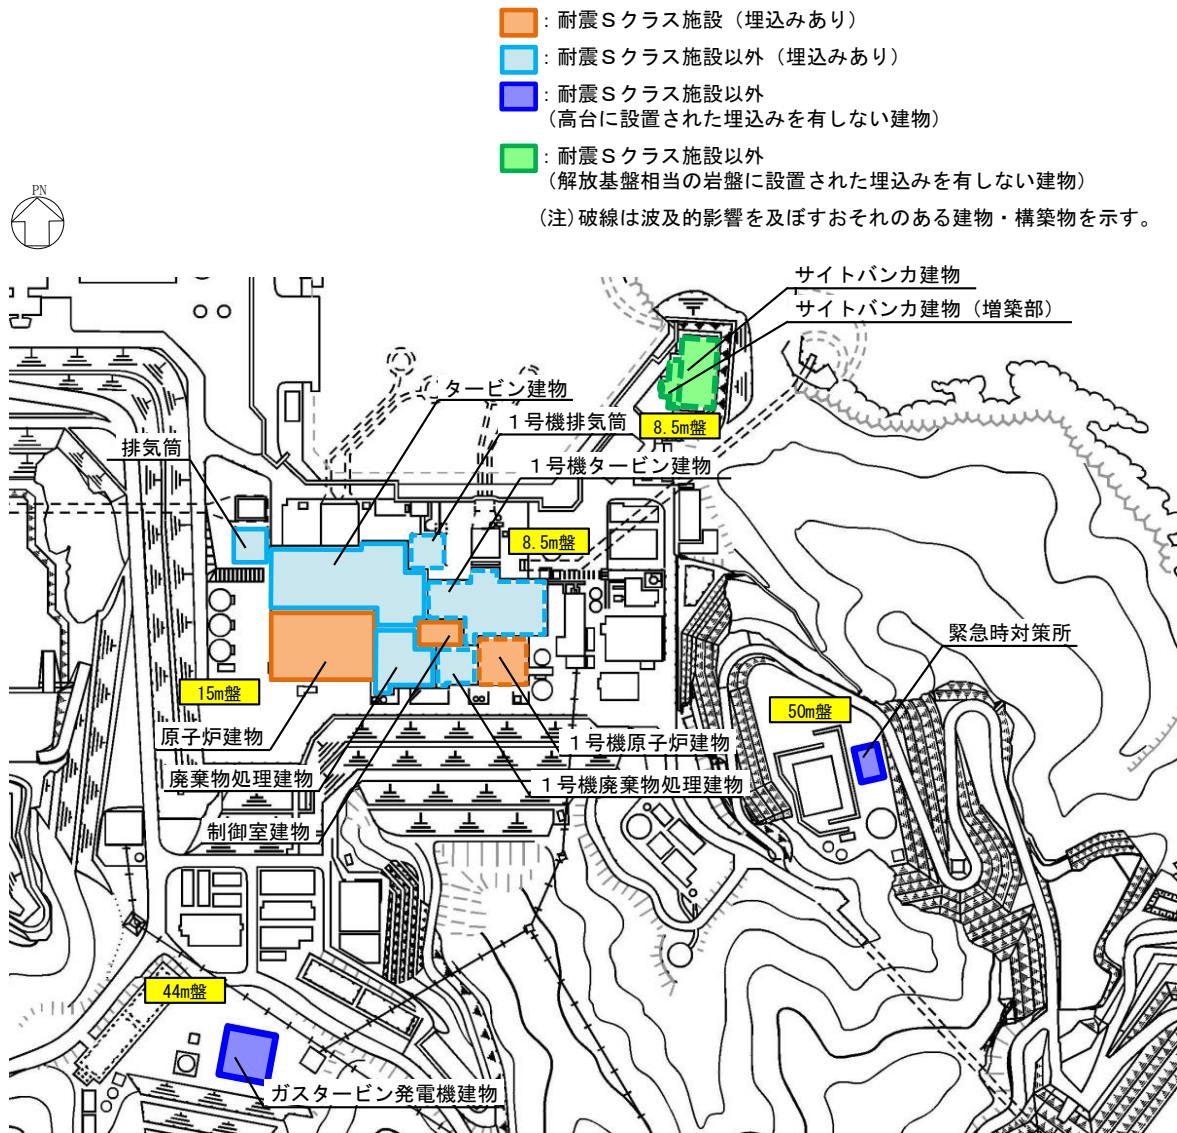 ：耐震Ｓクラス施設（埋込みあり）
：耐震Ｓクラス施設以外（埋込みあり）
：耐震Ｓクラス施設以外
(高台に設置された埋込みを有しない建物)
：耐震Ｓクラス施設以外
(解放基盤相当の岩盤に設置された埋込みを有しない建物)
(注)破線は波及的影響を及ぼすおそれのある建物・構築物を示す。
PN
サイトバンカ建物
サイトバンカ建物（増築部）
タービン建物
１号機排気筒
8.5m盤
排気筒
１号機タービン建物
8.5m盤
緊急時対策所
15m盤
50m盤
原子炉建物
１号機原子炉建物
廃棄物処理建物
１号機廃棄物処理建物
制御室建物
44m盤
ガスタービン発電機建物